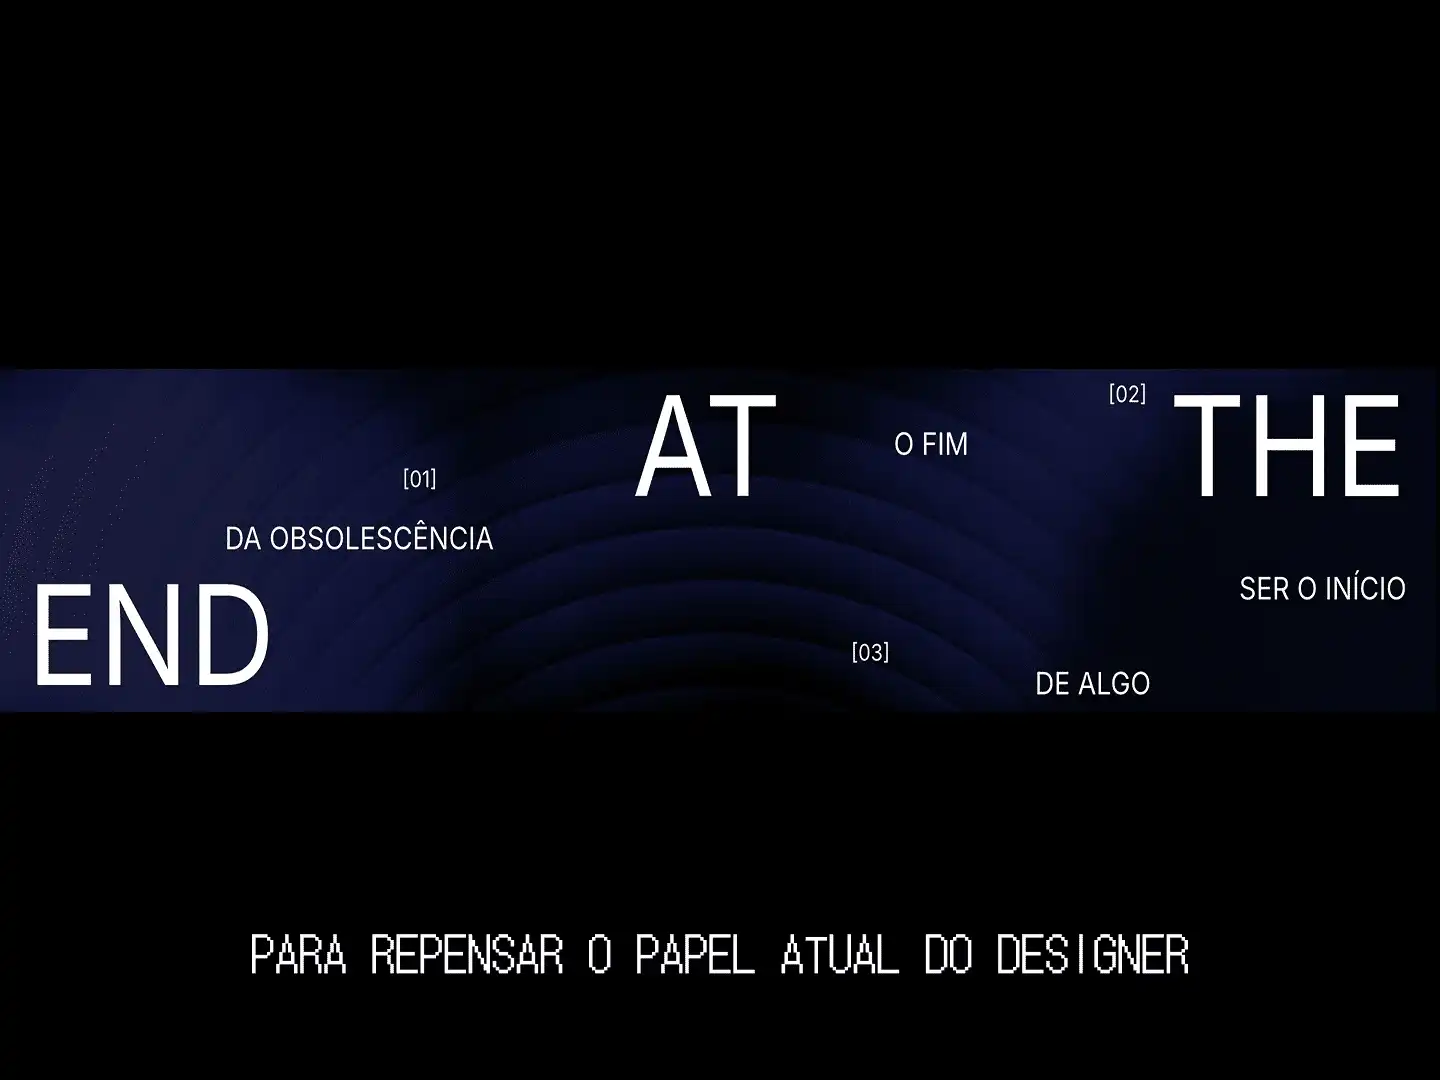 AT
THE
END
[01]
DA OBSOLESCÊNCIA
O FIM
[02]
SER O INÍCIO
[03]
DE ALGO
PARA REPENSAR O PAPEL ATUAL DO DESIGNER